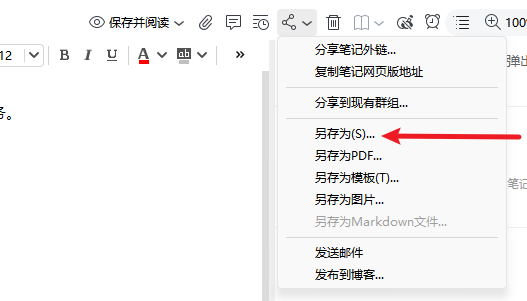 保存并阅读
100%
12 B I U A ab »
分享笔记外链...
复制笔记网页版地址
弹出
分享到现有群组...
务。
另存为(S)...
另存为PDF...
另存为模板(T)...
笔记
另存为图片...
另存为Markdown文件...
发送邮件
发布到博客...